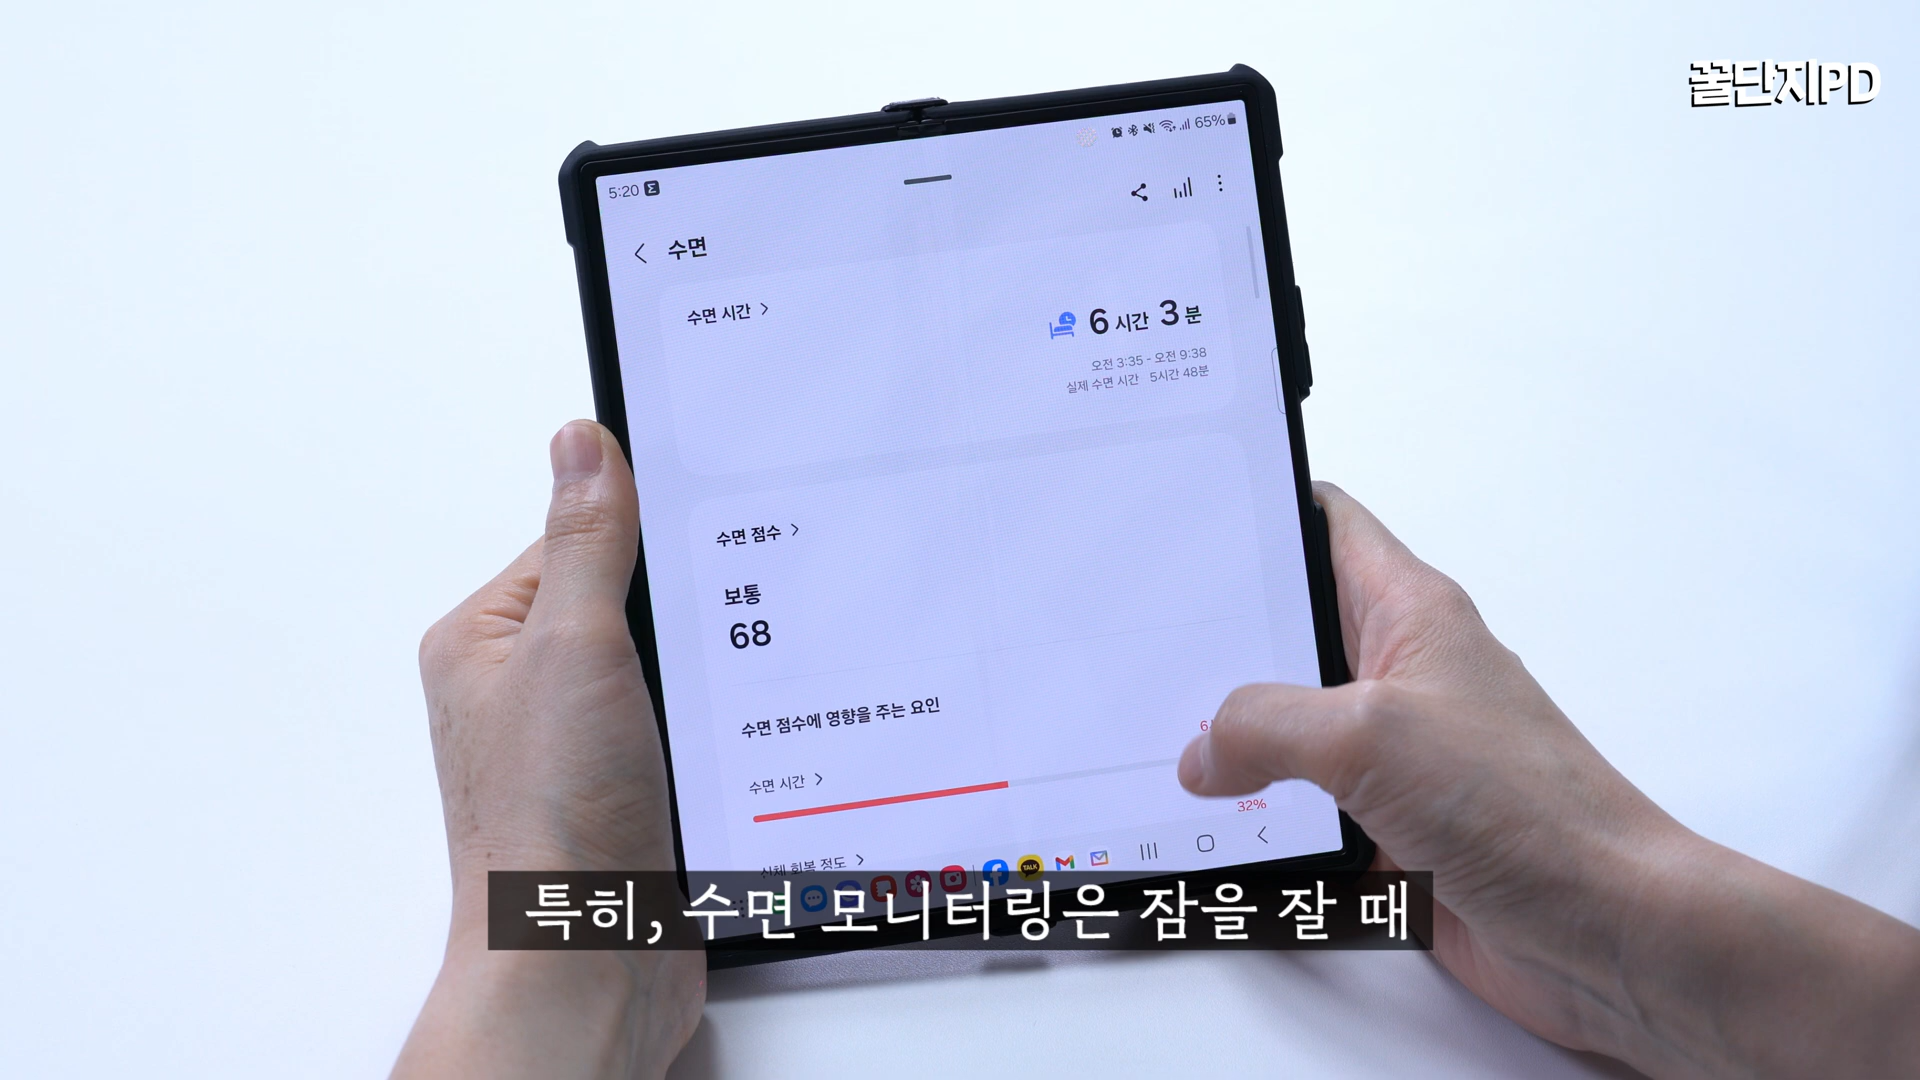 꿀단지PD
5:20
65%
수면
수면 시간
6 시간 3 분
오전 3:35 - 오전 9:38
실제 수면 시간 5시간 48분
수면 점수
보통
68
수면 점수에 영향을 주는 요인
수면 시간
32%
신체 회복 정도
TALK
특히, 수면 모니터링은 잠을 잘 때